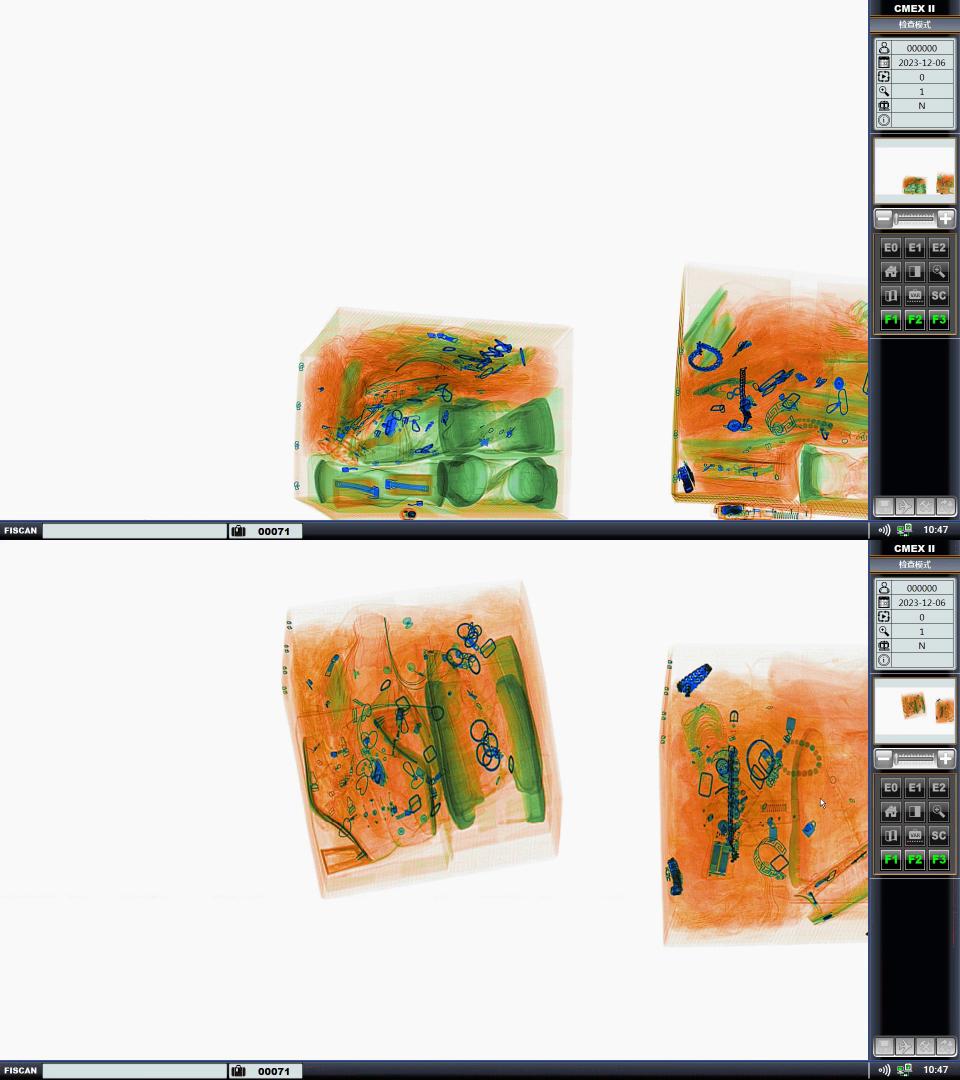 CMEX II
检查模式
000000
2023-12-06
0
1
N
E0 E1 E2
SC
F1 F2 F3
FISCAN
00071
10:47
CMEX II
检查模式
000000
2023-12-06
0
1
N
E0 E1 E2
SC
F1 F2 F3
FISCAN
00071
10:47